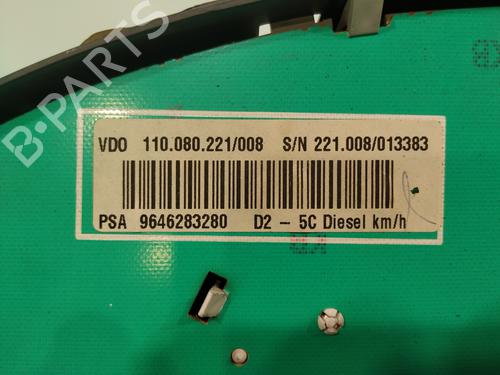 VDO 110.080.221/008 S/N 221.008/013383
PSA 9646283280 D2 - 5C Diesel km/h
B-PARTS